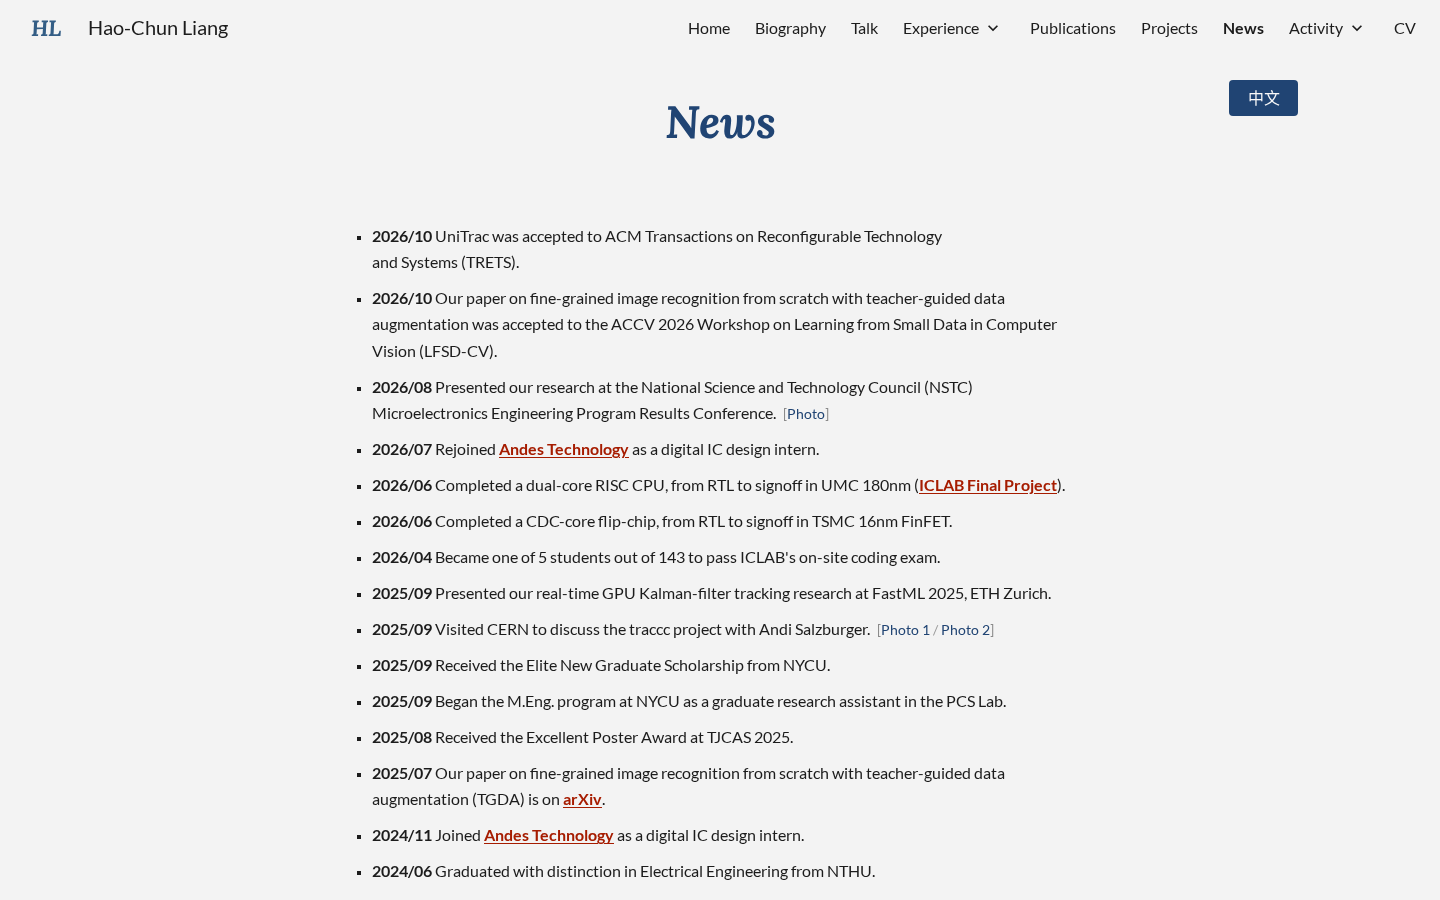 HL Hao-Chun Liang Home Biography Talk Experience Publications Projects News Activity CV
中文
News
2026/10 UniTrac was accepted to ACM Transactions on Reconfigurable Technology
and Systems (TRETS).
2026/10 Our paper on fine-grained image recognition from scratch with teacher-guided data
augmentation was accepted to the ACCV 2026 Workshop on Learning from Small Data in Computer
Vision (LFSD-CV).
2026/08 Presented our research at the National Science and Technology Council (NSTC)
Microelectronics Engineering Program Results Conference. [Photo]
2026/07 Rejoined Andes Technology as a digital IC design intern.
2026/06 Completed a dual-core RISC CPU, from RTL to signoff in UMC 180nm (ICLAB Final Project).
2026/06 Completed a CDC-core flip-chip, from RTL to signoff in TSMC 16nm FinFET.
2026/04 Became one of 5 students out of 143 to pass ICLAB's on-site coding exam.
2025/09 Presented our real-time GPU Kalman-filter tracking research at FastML 2025, ETH Zurich.
2025/09 Visited CERN to discuss the traccc project with Andi Salzburger. [Photo 1 / Photo 2]
2025/09 Received the Elite New Graduate Scholarship from NYCU.
2025/09 Began the M.Eng. program at NYCU as a graduate research assistant in the PCS Lab.
2025/08 Received the Excellent Poster Award at TJCAS 2025.
2025/07 Our paper on fine-grained image recognition from scratch with teacher-guided data
augmentation (TGDA) is on arXiv.
2024/11 Joined Andes Technology as a digital IC design intern.
2024/06 Graduated with distinction in Electrical Engineering from NTHU.